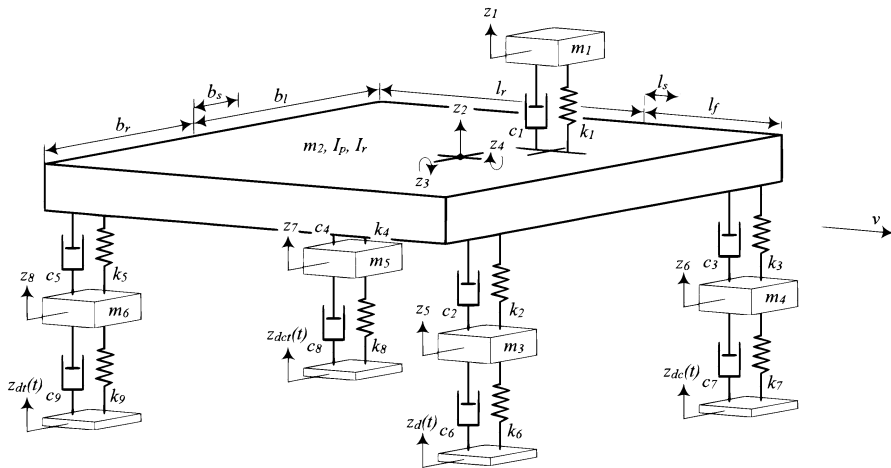 z1
m1
c1
k1
ls
lr
lf
bs
bl
br
z2
z4
z3
m2, Ip, Ir
v
z7
c4
k4
m5
zdct(t)
c8
k8
c5
k5
z8
m6
zdt(t)
c9
k9
c2
k2
z5
m3
zd(t)
c6
k6
c3
k3
z6
m4
zdc(t)
c7
k7